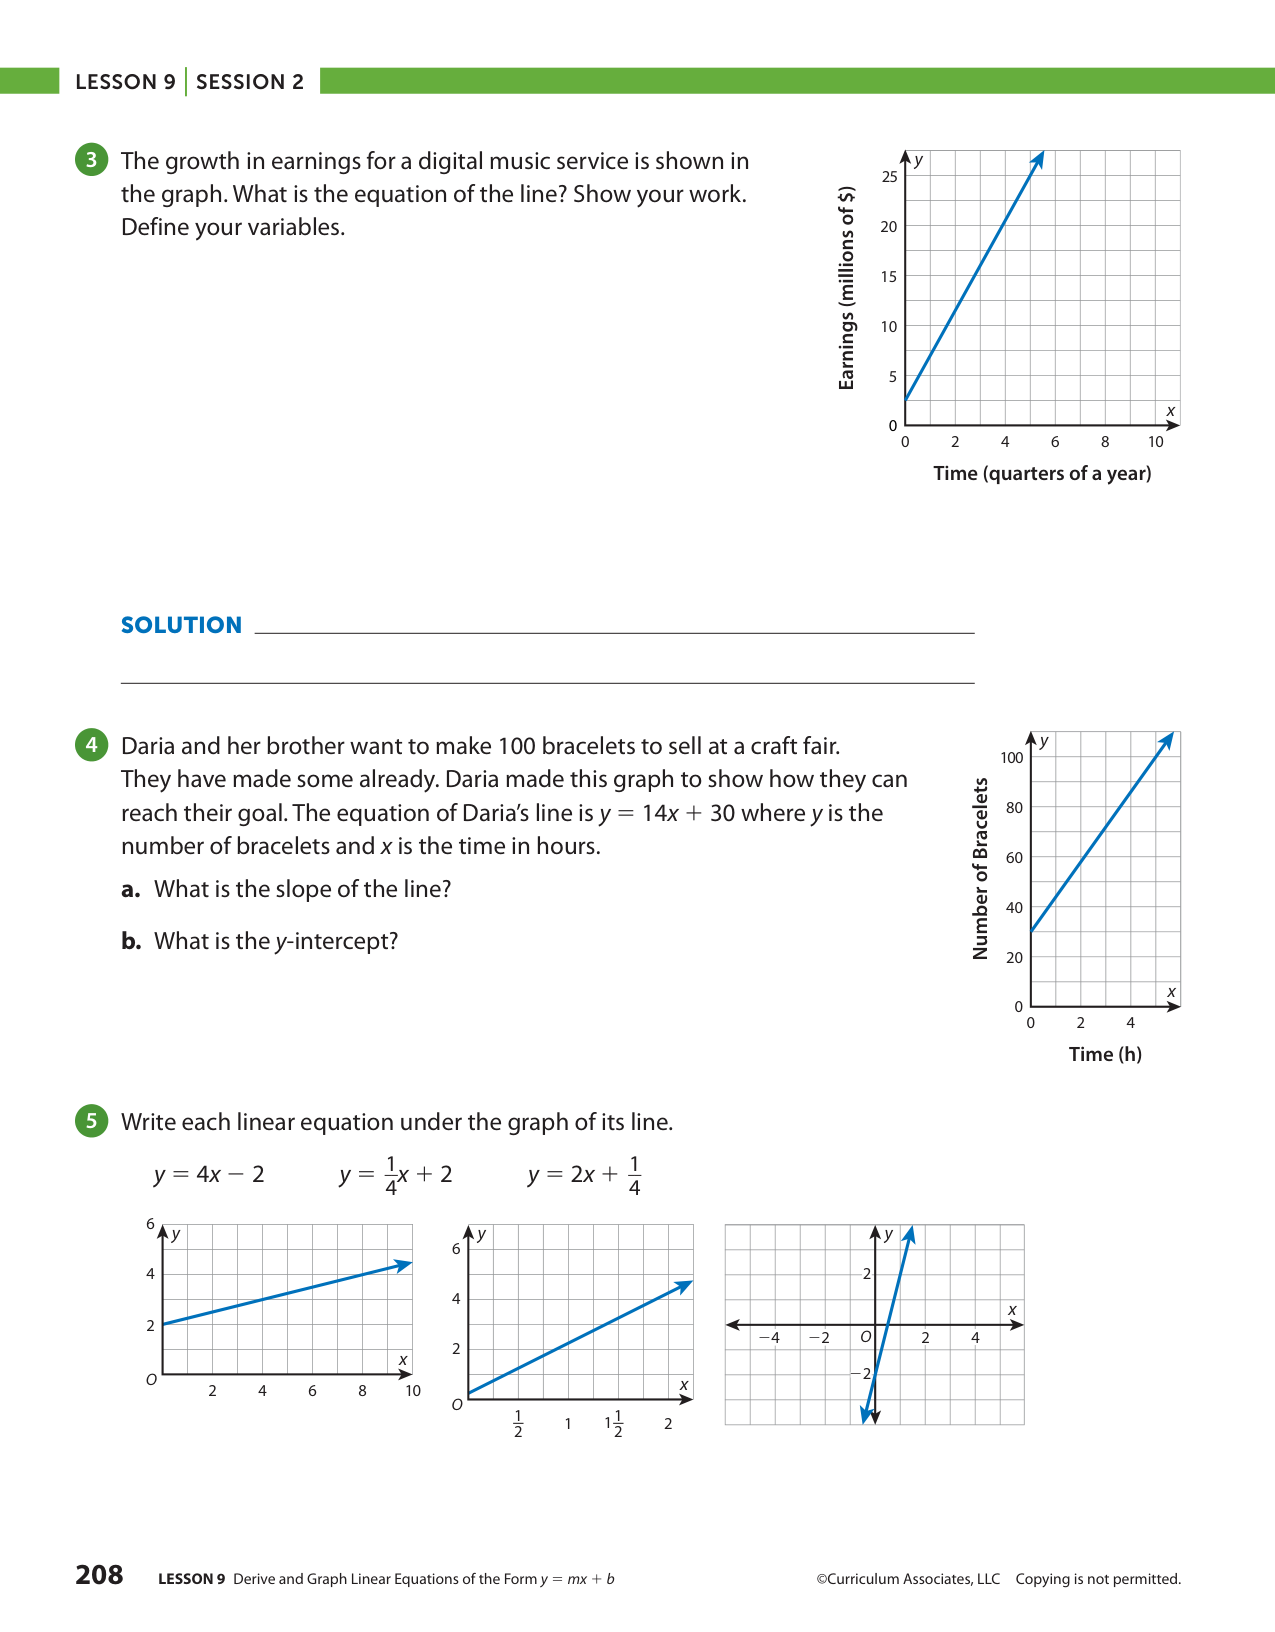 LESSON 9 | SESSION 2
3 The growth in earnings for a digital music service is shown in
the graph. What is the equation of the line? Show your work.
Define your variables.
y
25
20
15
10
5
0
Earnings (millions of $)
x
0 2 4 6 8 10
Time (quarters of a year)
SOLUTION
4 Daria and her brother want to make 100 bracelets to sell at a craft fair.
They have made some already. Daria made this graph to show how they can
reach their goal. The equation of Daria’s line is y = 14x + 30 where y is the
number of bracelets and x is the time in hours.
a. What is the slope of the line?
b. What is the y-intercept?
y
100
80
60
40
20
0
Number of Bracelets
x
0 2 4
Time (h)
5 Write each linear equation under the graph of its line.
y = 4x − 2 y = 1/4x + 2 y = 2x + 1/4
6 y
4
2
O
x
2 4 6 8 10
y
6
4
2
O
x
1/2 1 1 1/2 2
y
2
x
−4 −2 O 2 4
−2
208 LESSON 9 Derive and Graph Linear Equations of the Form y = mx + b ©Curriculum Associates, LLC Copying is not permitted.